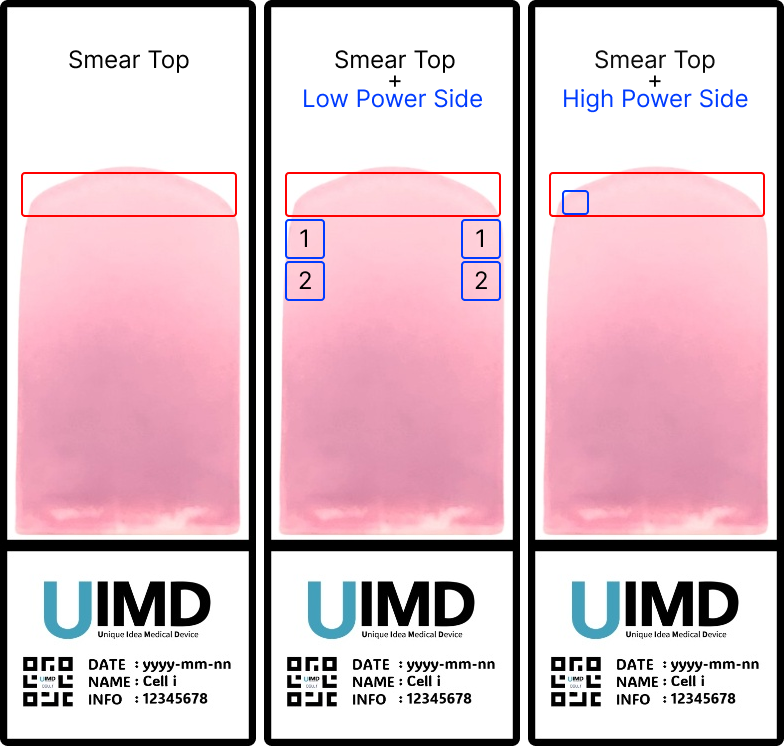 Smear Top
UIMD
Unique Idea Medical Device
DATE : yyyy-mm-nn
NAME : Cell i
INFO : 12345678
Smear Top
+
Low Power Side
1 1
2 2
UIMD
Unique Idea Medical Device
DATE : yyyy-mm-nn
NAME : Cell i
INFO : 12345678
Smear Top
+
High Power Side
UIMD
Unique Idea Medical Device
DATE : yyyy-mm-nn
NAME : Cell i
INFO : 12345678